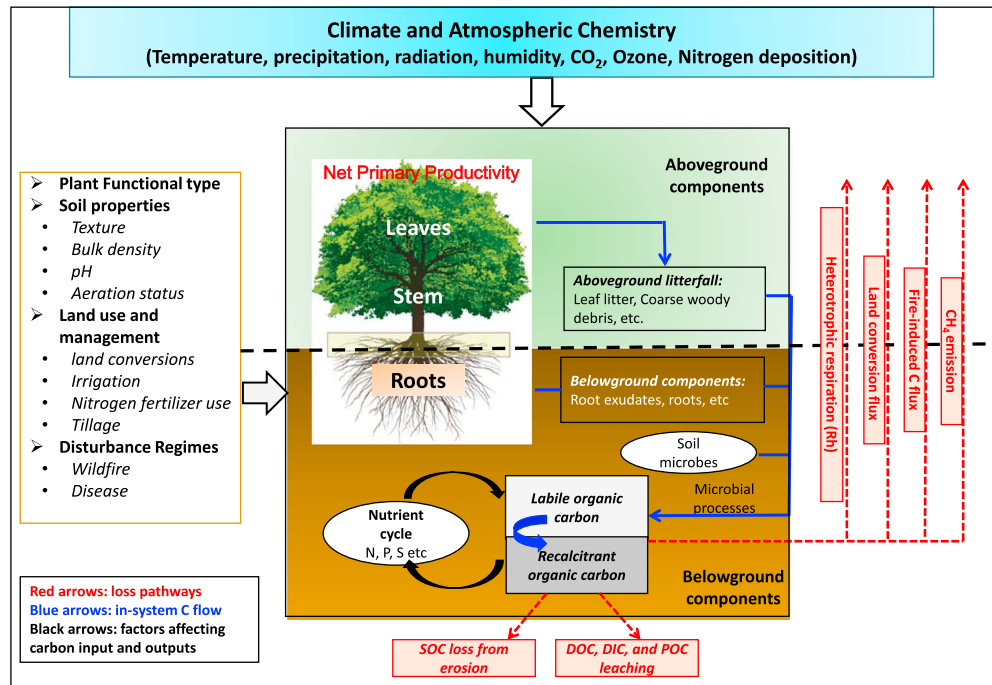 Climate and Atmospheric Chemistry
(Temperature, precipitation, radiation, humidity, CO₂, Ozone, Nitrogen deposition)
➢ Plant Functional type
➢ Soil properties
• Texture
• Bulk density
• pH
• Aeration status
➢ Land use and
management
• land conversions
• Irrigation
• Nitrogen fertilizer use
• Tillage
➢ Disturbance Regimes
• Wildfire
• Disease
Net Primary Productivity
Leaves
Stem
Roots
Aboveground
components
Aboveground litterfall:
Leaf litter, Coarse woody
debris, etc.
Belowground components:
Root exudates, roots, etc
Soil
microbes
Microbial
processes
Labile organic
carbon
Recalcitrant
organic carbon
Nutrient
cycle
N, P, S etc
Belowground
components
Heterotrophic respiration (Rh)
Land conversion flux
Fire-induced C flux
CH₄ emission
SOC loss from
erosion
DOC, DIC, and POC
leaching
Red arrows: loss pathways
Blue arrows: in-system C flow
Black arrows: factors affecting
carbon input and outputs